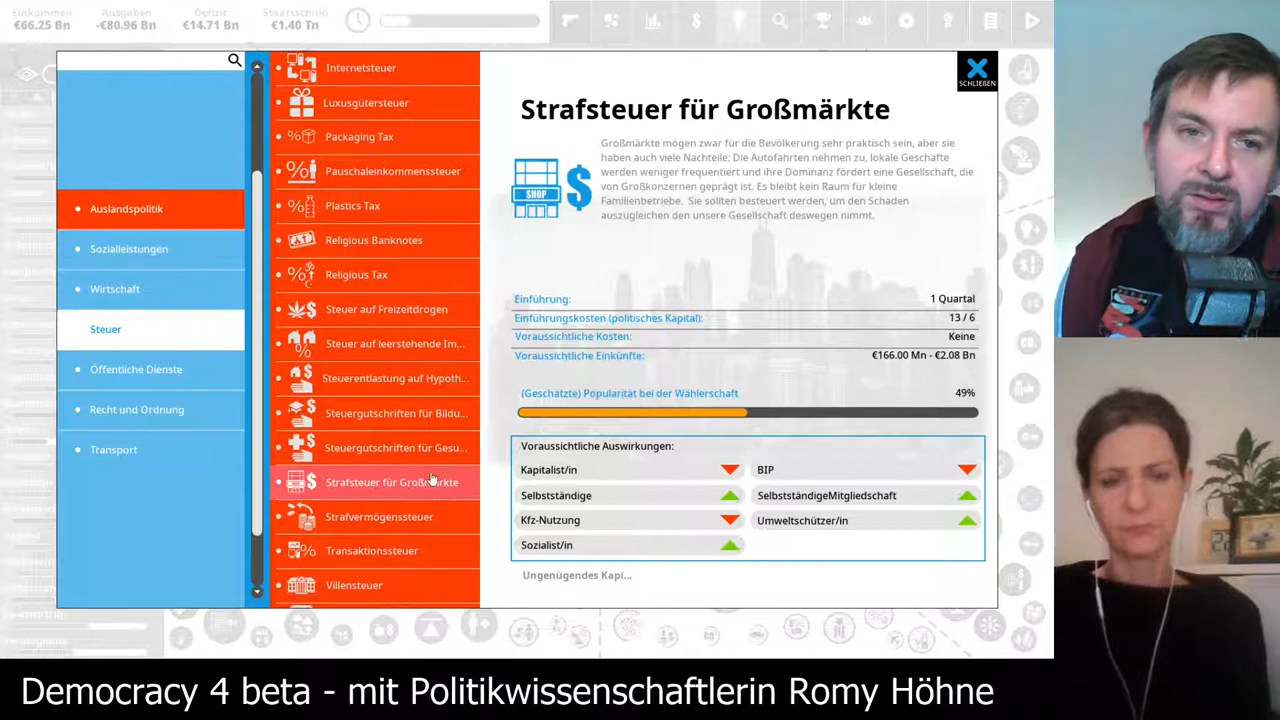 Einkommen
Ausgaben
Defizit
Staatsschuld
€66.25 Bn
-€80.96 Bn
€14.71 Bn
€1.40 Tn
SCHLIEẞEN
Auslandspolitik
Sozialleistungen
Wirtschaft
Steuer
Öffentliche Dienste
Recht und Ordnung
Transport
Internetsteuer
Luxusgütersteuer
Packaging Tax
Pauschaleinkommenssteuer
Plastics Tax
Religious Banknotes
Religious Tax
Steuer auf Freizeitdrogen
Steuer auf leerstehende Im...
Steuerentlastung auf Hypoth...
Steuergutschriften für Bildu...
Steuergutschriften für Gesu...
Strafsteuer für Großmärkte
Strafvermögenssteuer
Transaktionssteuer
Villensteuer
Strafsteuer für Großmärkte
SHOP
Großmärkte mögen zwar für die Bevölkerung sehr praktisch sein, aber sie
haben auch viele Nachteile: Die Autofahrten nehmen zu, lokale Geschäfte
werden weniger frequentiert und ihre Dominanz fördert eine Gesellschaft, die
von Großkonzernen geprägt ist. Es bleibt kein Raum für kleine
Familienbetriebe. Sie sollten besteuert werden, um den Schaden
auszugleichen den unsere Gesellschaft deswegen nimmt.
Einführung: 1 Quartal
Einführungskosten (politisches Kapital): 13 / 6
Voraussichtliche Kosten: Keine
Voraussichtliche Einkünfte: €166.00 Mn - €2.08 Bn
(Geschätzte) Popularität bei der Wählerschaft 49%
Voraussichtliche Auswirkungen:
Kapitalist/in BIP
Selbstständige SelbstständigeMitgliedschaft
Kfz-Nutzung Umweltschützer/in
Sozialist/in
Ungenügendes Kapi...
Democracy 4 beta - mit Politikwissenschaftlerin Romy Höhne